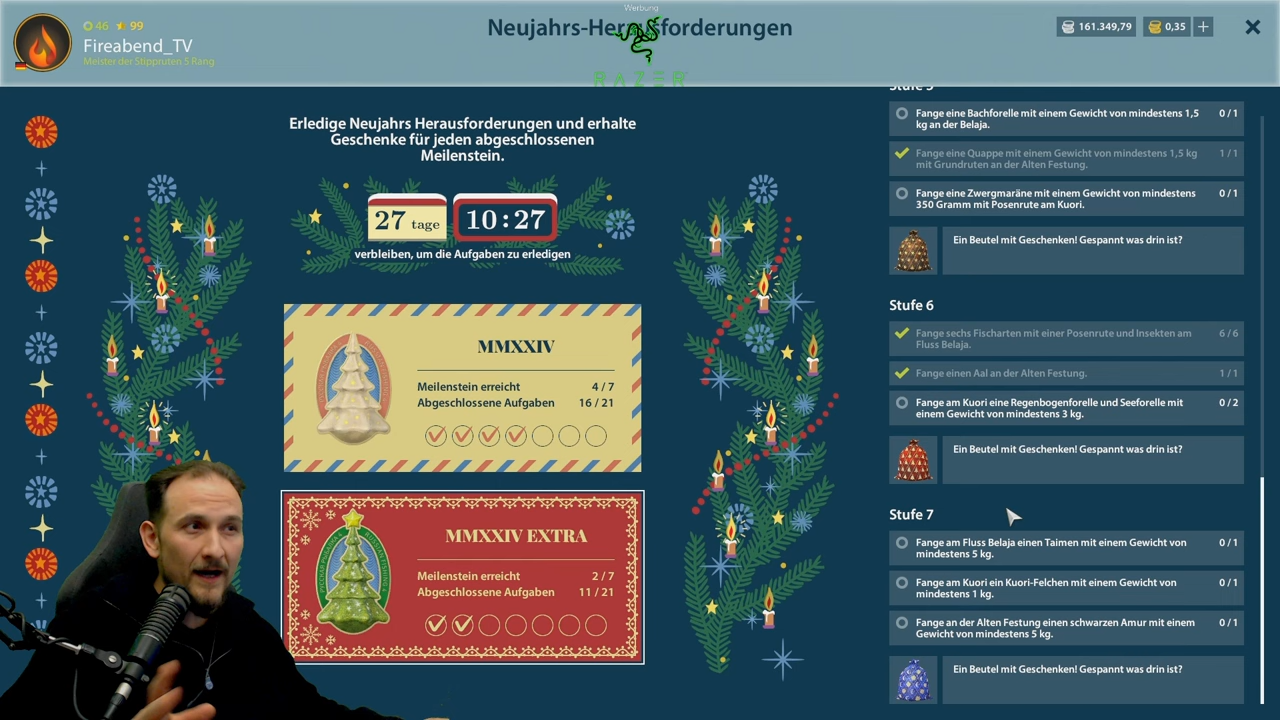 Werbung
46 99
Fireabend_TV
Meister der Stippruten 5 Rang
Neujahrs-Herausforderungen
RAZER
161.349,79
0,35
Erledige Neujahrs Herausforderungen und erhalte
Geschenke für jeden abgeschlossenen
Meilenstein.
27 tage 10:27
verbleiben, um die Aufgaben zu erledigen
MMXXIV
Meilenstein erreicht 4 / 7
Abgeschlossene Aufgaben 16 / 21
MMXXIV EXTRA
Meilenstein erreicht 2 / 7
Abgeschlossene Aufgaben 11 / 21
Stufe 5
Fange eine Bachforelle mit einem Gewicht von mindestens 1,5 0 / 1
kg an der Belaja.
Fange eine Quappe mit einem Gewicht von mindestens 1,5 kg 1 / 1
mit Grundruten an der Alten Festung.
Fange eine Zwergmaräne mit einem Gewicht von mindestens 0 / 1
350 Gramm mit Posenrute am Kuori.
Ein Beutel mit Geschenken! Gespannt was drin ist?
Stufe 6
Fange sechs Fischarten mit einer Posenrute und Insekten am 6 / 6
Fluss Belaja.
Fange einen Aal an der Alten Festung. 1 / 1
Fange am Kuori eine Regenbogenforelle und Seeforelle mit 0 / 2
einem Gewicht von mindestens 3 kg.
Ein Beutel mit Geschenken! Gespannt was drin ist?
Stufe 7
Fange am Fluss Belaja einen Taimen mit einem Gewicht von 0 / 1
mindestens 5 kg.
Fange am Kuori ein Kuori-Felchen mit einem Gewicht von 0 / 1
mindestens 1 kg.
Fange an der Alten Festung einen schwarzen Amur mit einem 0 / 1
Gewicht von mindestens 5 kg.
Ein Beutel mit Geschenken! Gespannt was drin ist?